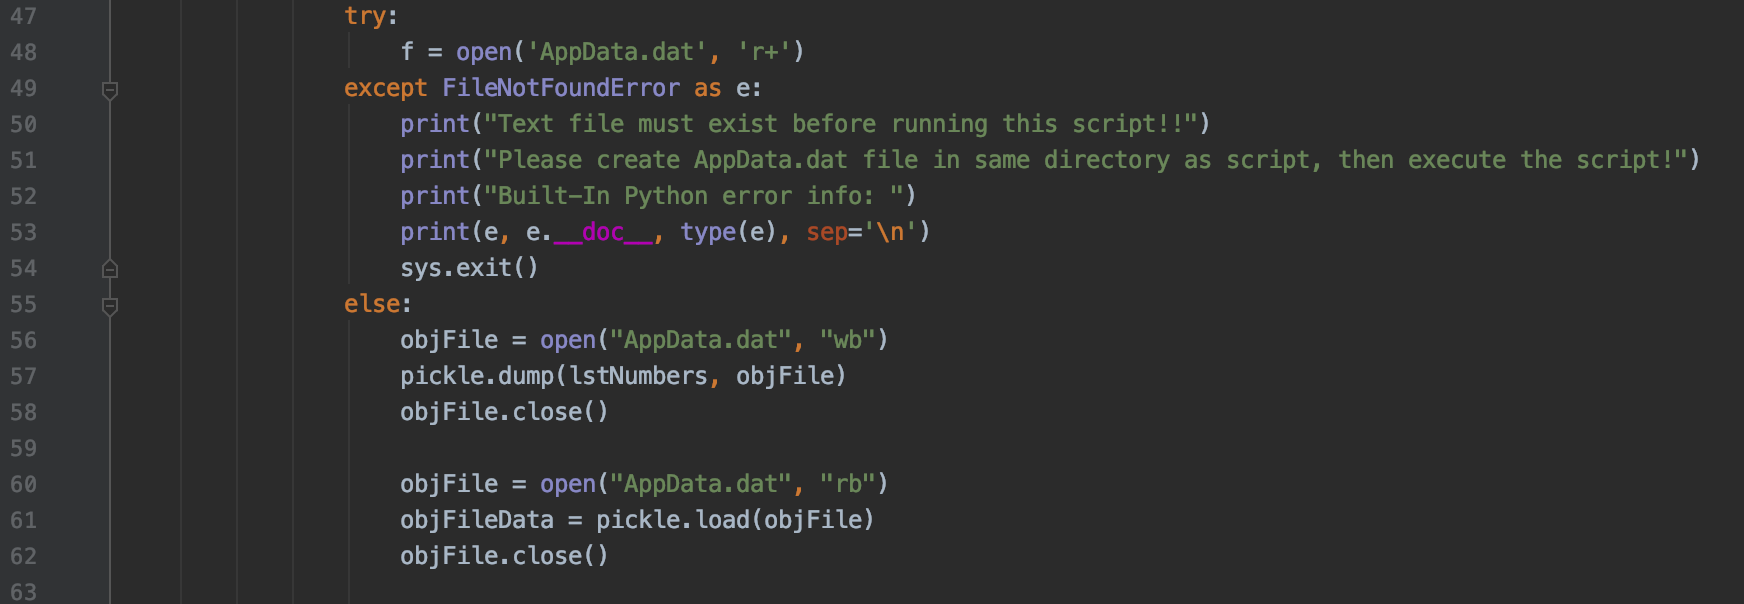 47 try:
48 f = open('AppData.dat', 'r+')
49 except FileNotFoundError as e:
50 print("Text file must exist before running this script!!")
51 print("Please create AppData.dat file in same directory as script, then execute the script!")
52 print("Built-In Python error info: ")
53 print(e, e.__doc__, type(e), sep='\n')
54 sys.exit()
55 else:
56 objFile = open("AppData.dat", "wb")
57 pickle.dump(lstNumbers, objFile)
58 objFile.close()
59
60 objFile = open("AppData.dat", "rb")
61 objFileData = pickle.load(objFile)
62 objFile.close()
63